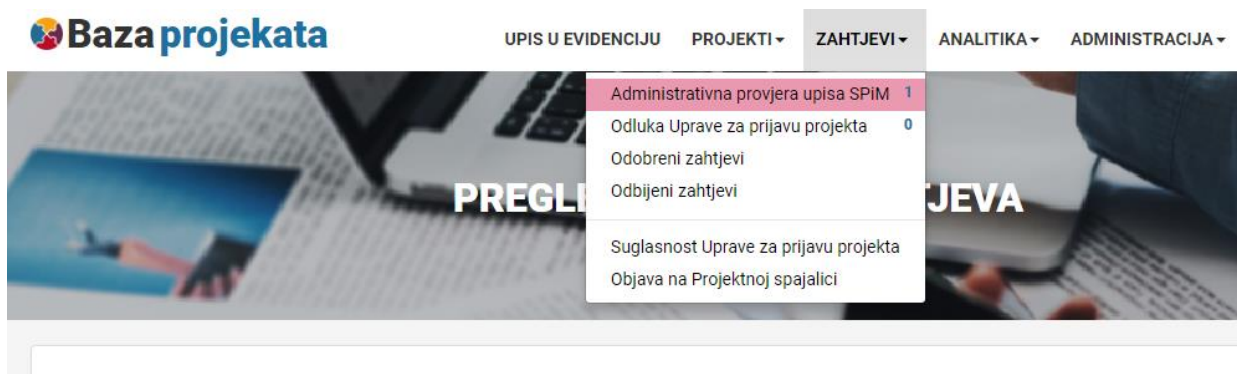 Baza projekata
UPIS U EVIDENCIJU PROJEKTI ZAHTJEVI ANALITIKA ADMINISTRACIJA
Administrativna provjera upisa SPiM 1
Odluka Uprave za prijavu projekta 0
Odobreni zahtjevi
Odbijeni zahtjevi
PREGL JEVA
Suglasnost Uprave za prijavu projekta
Objava na Projektnoj spajalici